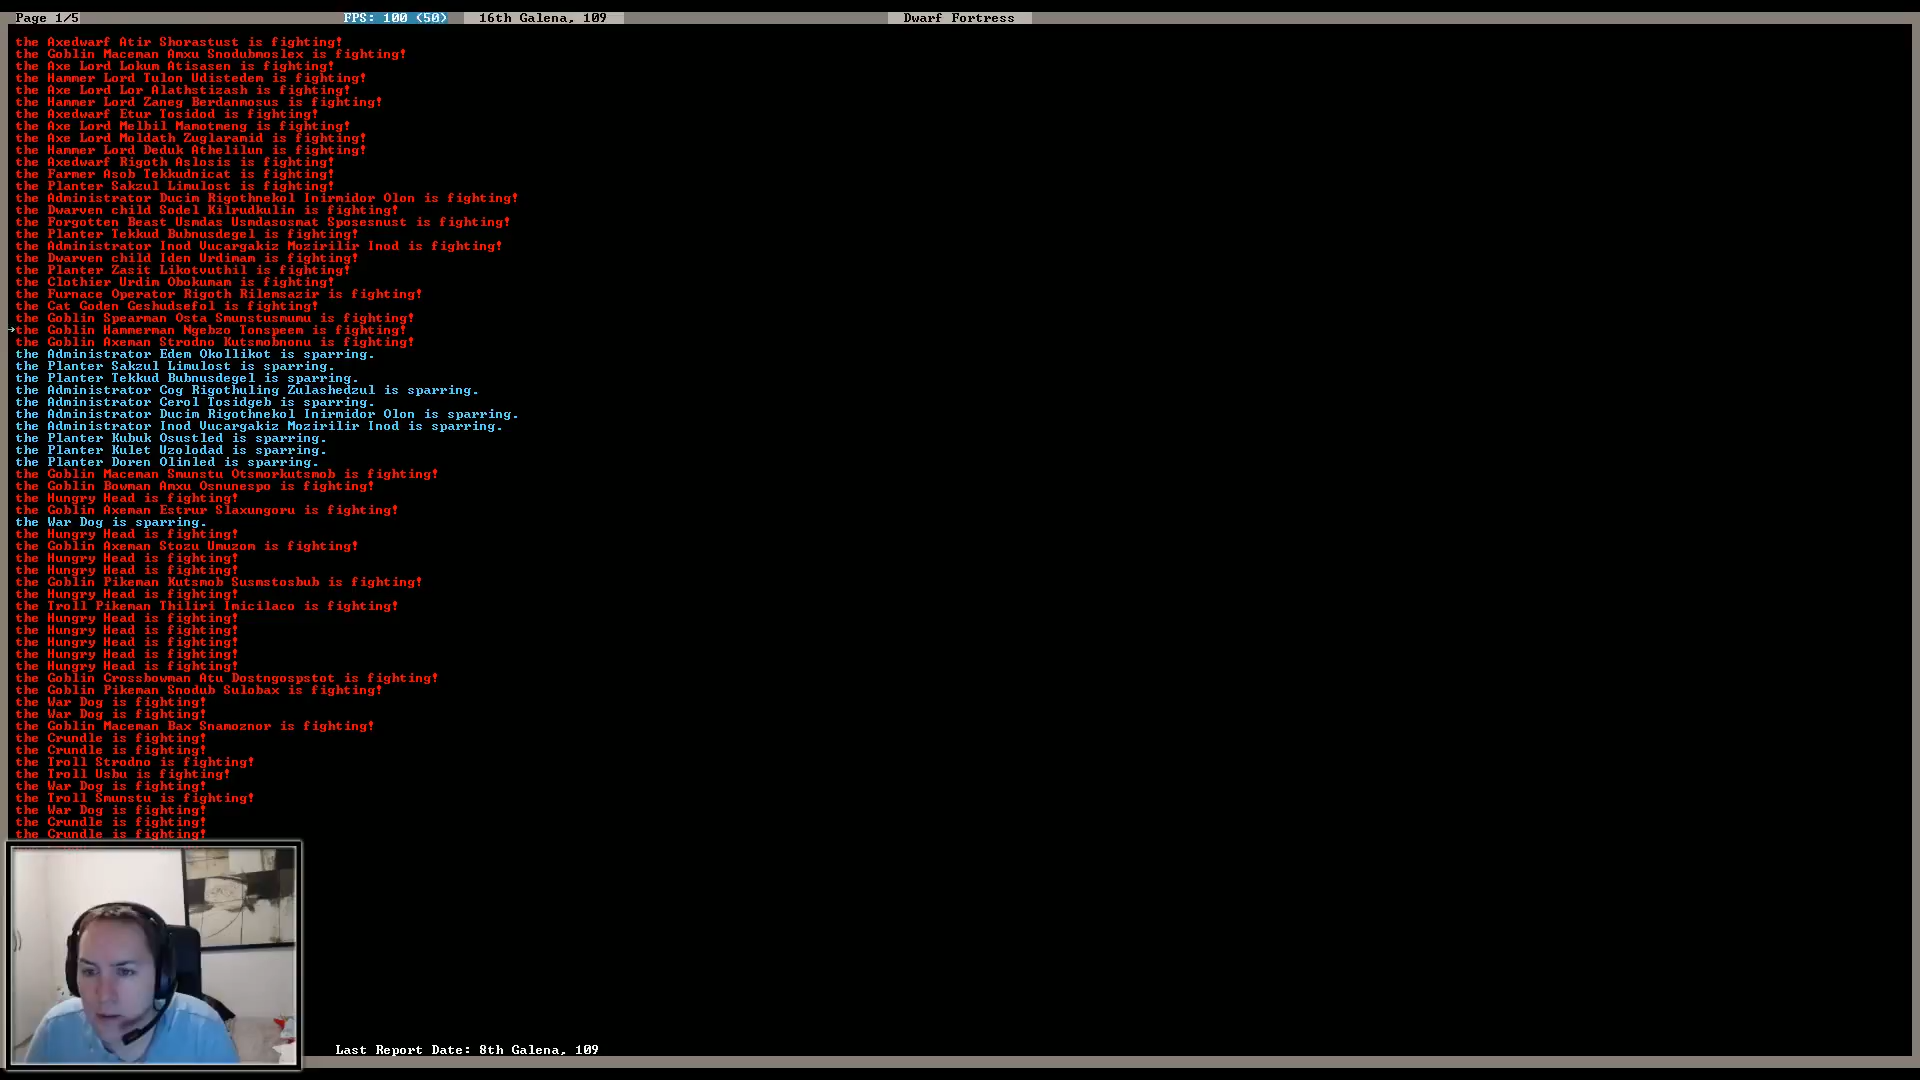 Page 1/5
FPS: 100 (50)
16th Galena, 109
Dwarf Fortress
the Axedwarf Atir Shorastust is fighting!
the Goblin Maceman Amxu Snodubmoslex is fighting!
the Axe Lord Lokum Atisasen is fighting!
the Hammer Lord Tulon Udistedem is fighting!
the Axe Lord Lor Alathstizash is fighting!
the Hammer Lord Zaneg Berdanmosus is fighting!
the Axedwarf Etur Tosidod is fighting!
the Axe Lord Melbil Mamotmeng is fighting!
the Axe Lord Moldath Zuglaramid is fighting!
the Hammer Lord Deduk Athelilun is fighting!
the Axedwarf Rigoth Aslosis is fighting!
the Farmer Asob Tekkudnicat is fighting!
the Planter Sakzul Limulost is fighting!
the Administrator Ducim Rigothnekol Inirmidor Olon is fighting!
the Dwarven child Sodel Kilrudkulin is fighting!
the Forgotten Beast Usmdas Usmdasosmat Sposesnust is fighting!
the Planter Tekkud Bubnusdegel is fighting!
the Administrator Inod Vucargakiz Mozirilir Inod is fighting!
the Dwarven child Iden Urdimam is fighting!
the Planter Zasit Likotvuthil is fighting!
the Clothier Urdim Obokumam is fighting!
the Furnace Operator Rigoth Rilemsazir is fighting!
the Cat Goden Geshudsefol is fighting!
the Goblin Spearman Osta Smunstusmumu is fighting!
→the Goblin Hammerman Ngebzo Tonspeem is fighting!
the Goblin Axeman Strodno Kutsmobnonu is fighting!
the Administrator Edem Okollikot is sparring.
the Planter Sakzul Limulost is sparring.
the Planter Tekkud Bubnusdegel is sparring.
the Administrator Cog Rigothuling Zulashedzul is sparring.
the Administrator Cerol Tosidgeb is sparring.
the Administrator Ducim Rigothnekol Inirmidor Olon is sparring.
the Administrator Inod Vucargakiz Mozirilir Inod is sparring.
the Planter Kubuk Osustled is sparring.
the Planter Kulet Uzolodad is sparring.
the Planter Doren Olinled is sparring.
the Goblin Maceman Smunstu Otsmorkutsmob is fighting!
the Goblin Bowman Amxu Osnunespo is fighting!
the Hungry Head is fighting!
the Goblin Axeman Estrur Slaxungoru is fighting!
the War Dog is sparring.
the Hungry Head is fighting!
the Goblin Axeman Stozu Umuzom is fighting!
the Hungry Head is fighting!
the Hungry Head is fighting!
the Goblin Pikeman Kutsmob Susmstosbub is fighting!
the Hungry Head is fighting!
the Troll Pikeman Thiliri Imicilaco is fighting!
the Hungry Head is fighting!
the Hungry Head is fighting!
the Hungry Head is fighting!
the Hungry Head is fighting!
the Hungry Head is fighting!
the Goblin Crossbowman Atu Dostngospstot is fighting!
the Goblin Pikeman Snodub Sulobax is fighting!
the War Dog is fighting!
the War Dog is fighting!
the Goblin Maceman Bax Snamoznor is fighting!
the Crundle is fighting!
the Crundle is fighting!
the Troll Strodno is fighting!
the Troll Usbu is fighting!
the War Dog is fighting!
the Troll Smunstu is fighting!
the War Dog is fighting!
the Crundle is fighting!
the Crundle is fighting!
Last Report Date: 8th Galena, 109